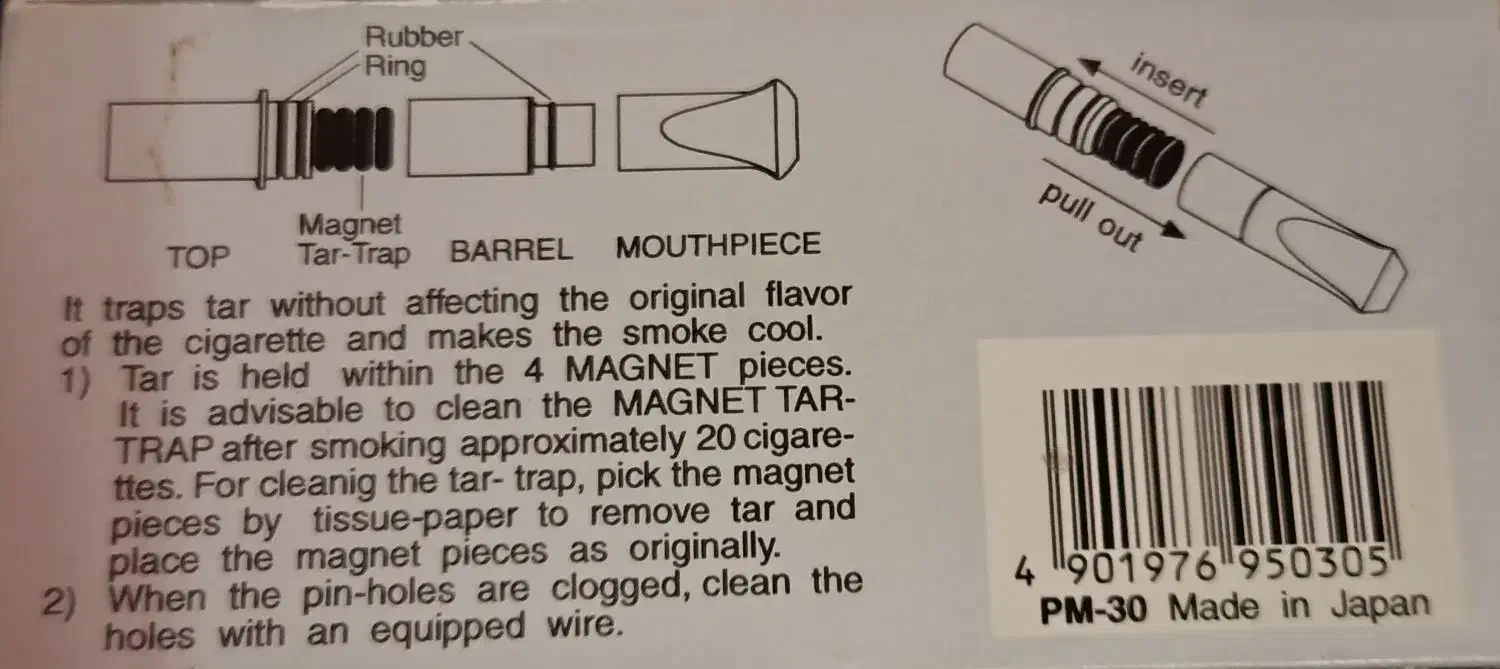 Rubber
Ring
Magnet
Tar-Trap
TOP
BARREL
MOUTHPIECE
insert
pull out
It traps tar without affecting the original flavor
of the cigarette and makes the smoke cool.
1) Tar is held within the 4 MAGNET pieces.
It is advisable to clean the MAGNET TAR-
TRAP after smoking approximately 20 cigare-
ttes. For cleanig the tar- trap, pick the magnet
pieces by tissue-paper to remove tar and
place the magnet pieces as originally.
2) When the pin-holes are clogged, clean the
holes with an equipped wire.
4 901976 950305
PM-30 Made in Japan